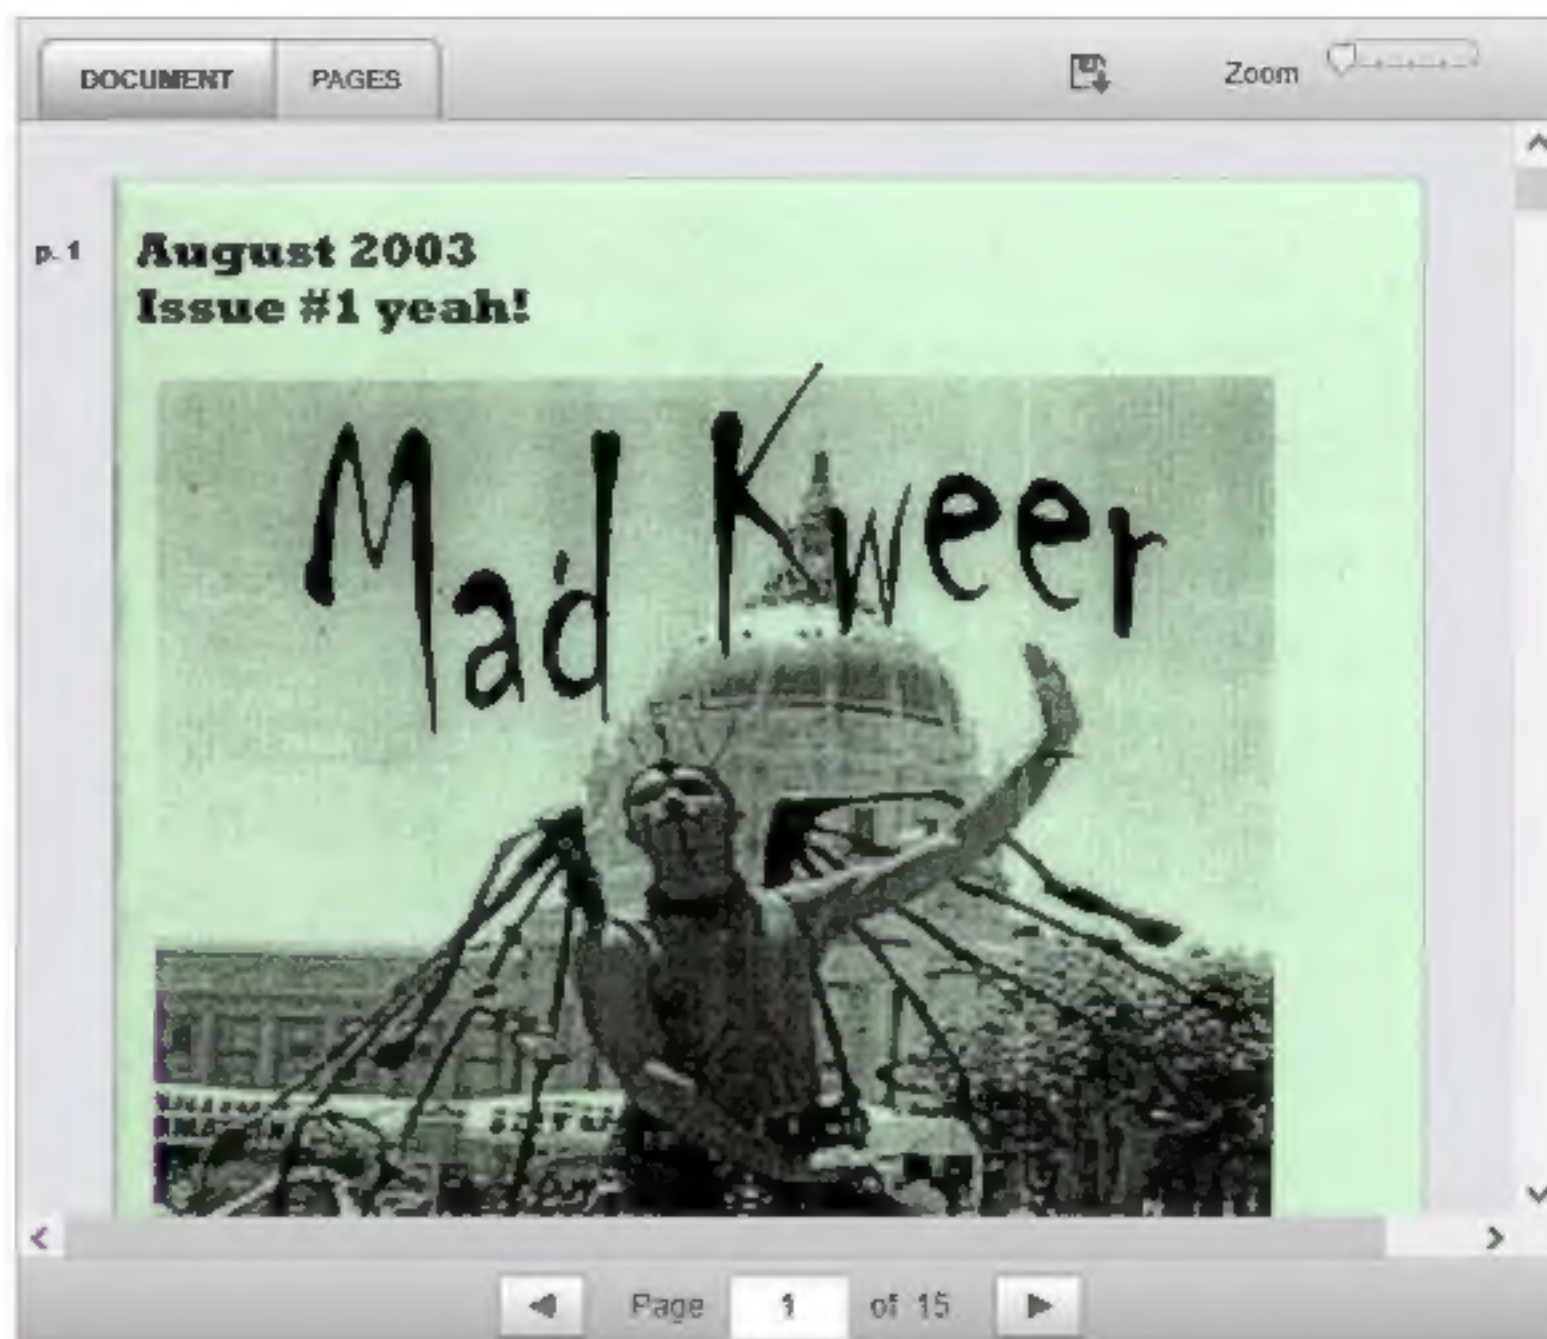 DOCUMENT PAGES Zoom
p. 1
August 2003
Issue #1 yeah!
Mad Kweer
Page 1 of 15